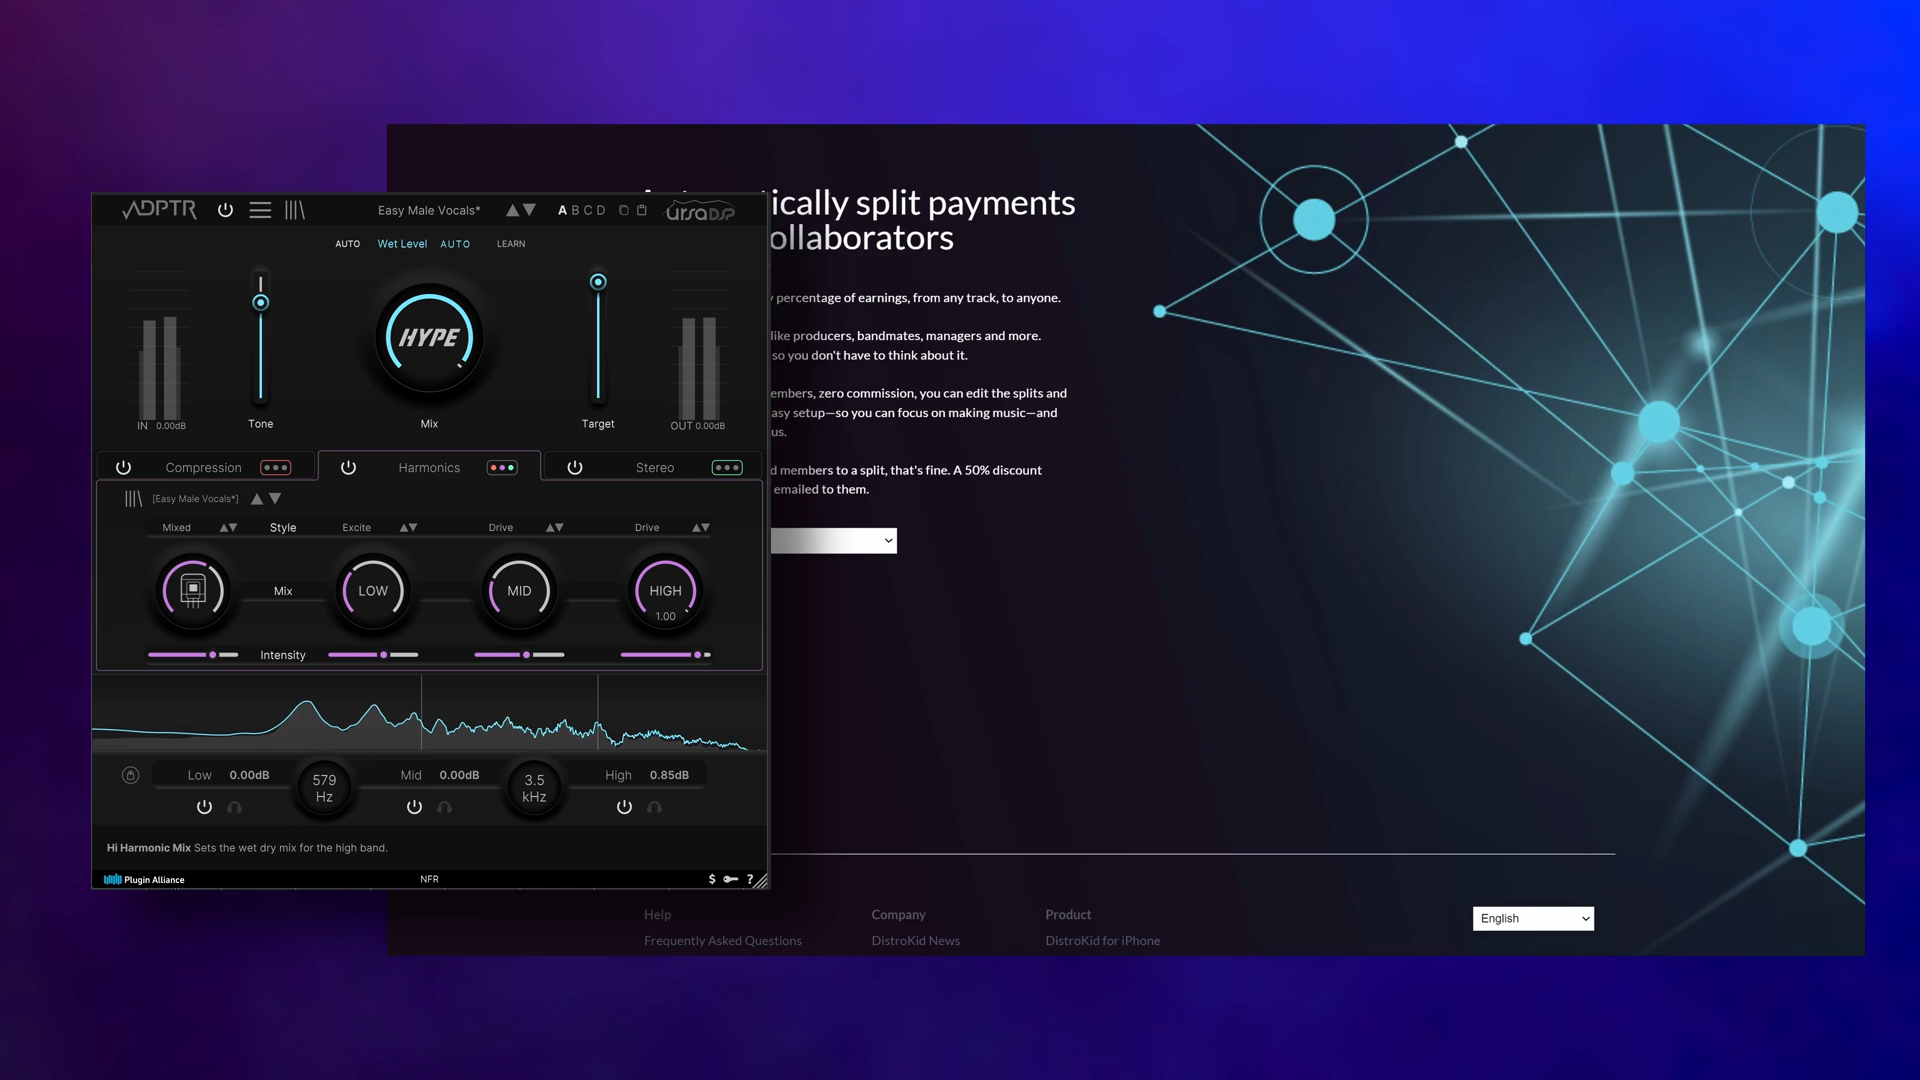 ically split payments
ollaborators
percentage of earnings, from any track, to anyone.
like producers, bandmates, managers and more.
so you don't have to think about it.
embers, zero commission, you can edit the splits and
asy setup—so you can focus on making music—and
us.
d members to a split, that's fine. A 50% discount
emailed to them.
ADPTR
Easy Male Vocals*
A B C D
ursa DSP
AUTO Wet Level AUTO LEARN
HYPE
IN 0.00dB
Tone
Mix
Target
OUT 0.00dB
Compression
Harmonics
Stereo
[Easy Male Vocals*]
Mixed Style Excite Drive Drive
Mix LOW MID HIGH
1.00
Intensity
Low 0.00dB 579 Hz Mid 0.00dB 3.5 kHz High 0.85dB
Hi Harmonic Mix Sets the wet dry mix for the high band.
Plugin Alliance
NFR
$ ?
Help Company Product English
Frequently Asked Questions DistroKid News DistroKid for iPhone